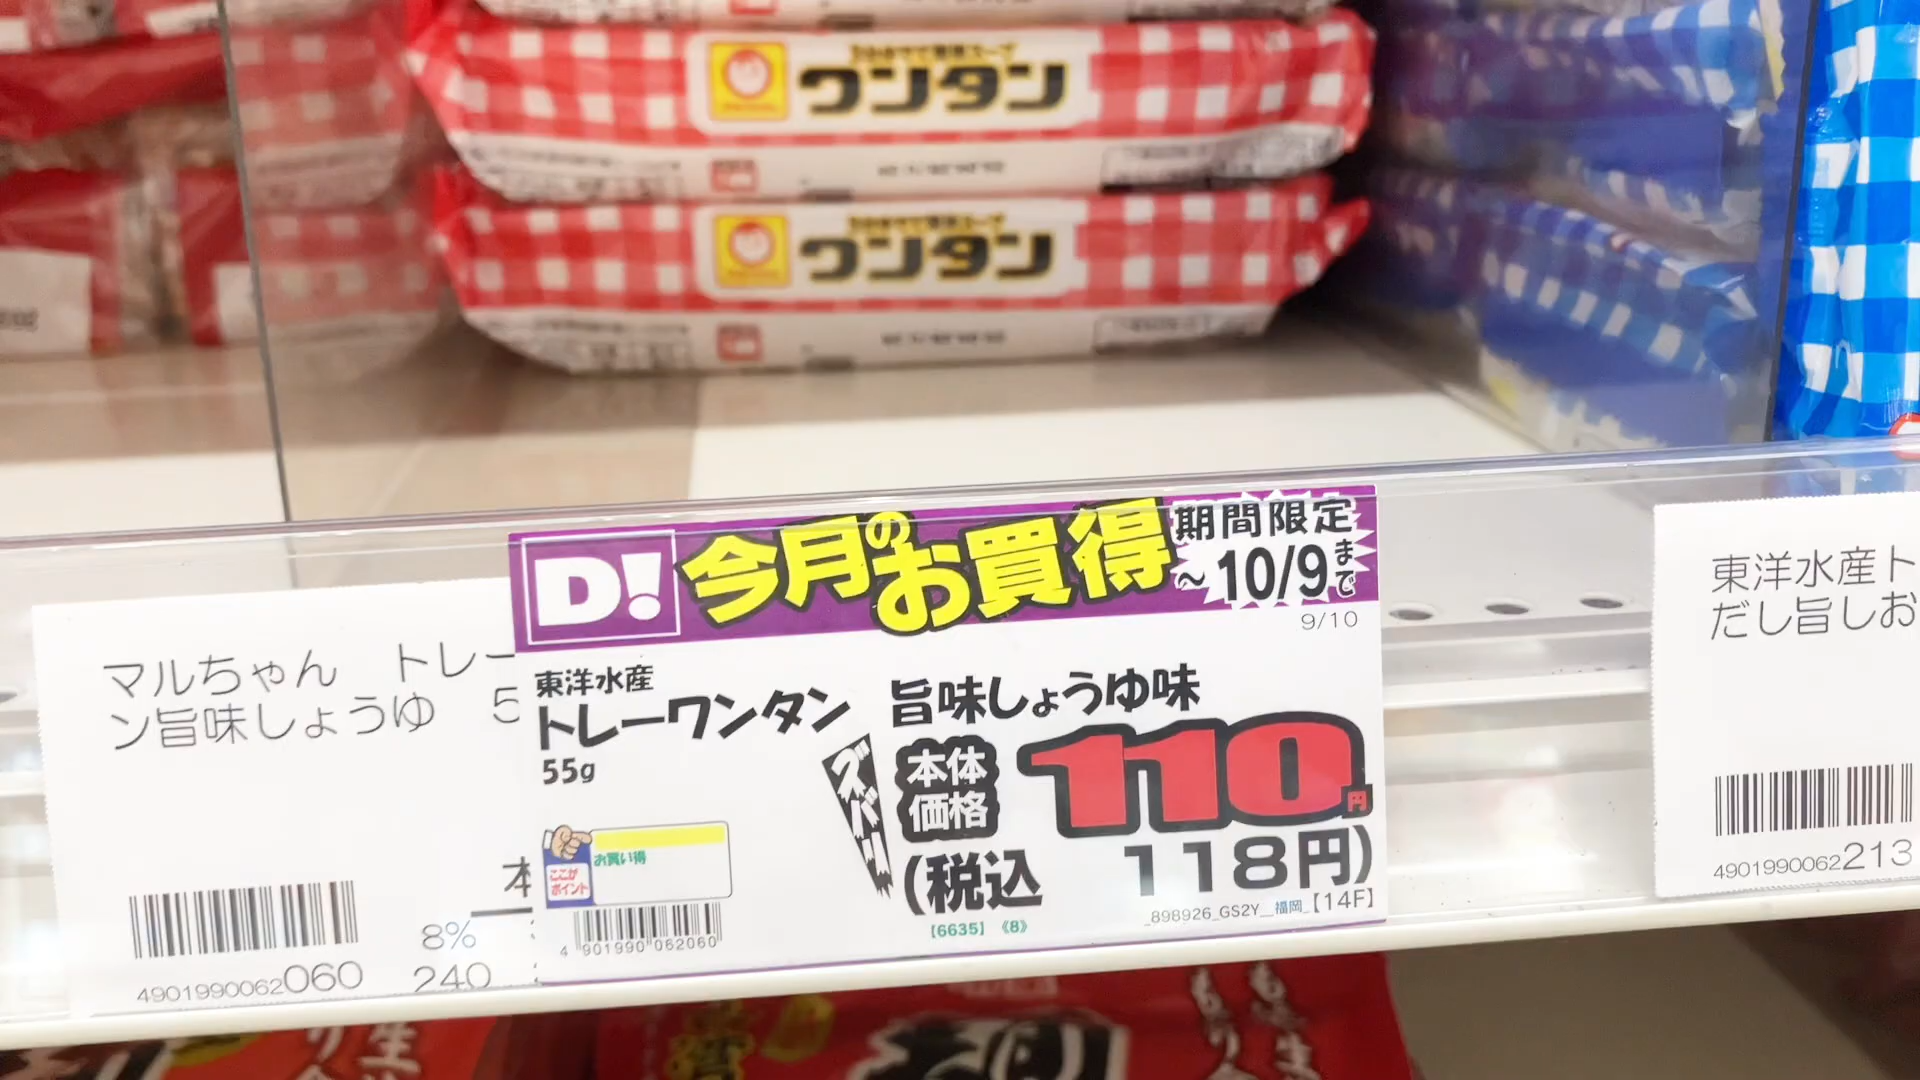 ワンタン
ワンタン
D! 今月のお買得 期間限定 ~10/9まで
9/10
東洋水産
トレーワンタン 旨味しょうゆ味
55g
ズバリ 本体価格 110円
(税込 118円)
ここがポイント
お買い得
4 901990 062060
【6635】 《8》
_898926_GS2Y__福岡_【14F】
マルちゃん トレー
ン旨味しょうゆ 5
本
8%
240
4901990062060
東洋水産ト
だし旨しお
4901990062213